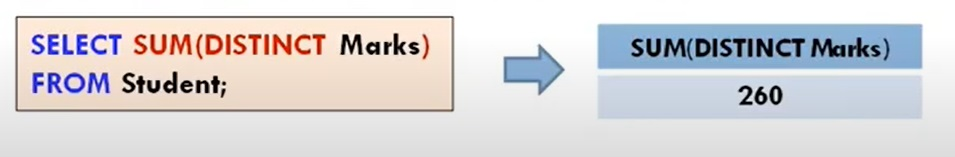 SELECT SUM(DISTINCT Marks)
FROM Student;
SUM(DISTINCT Marks)
260